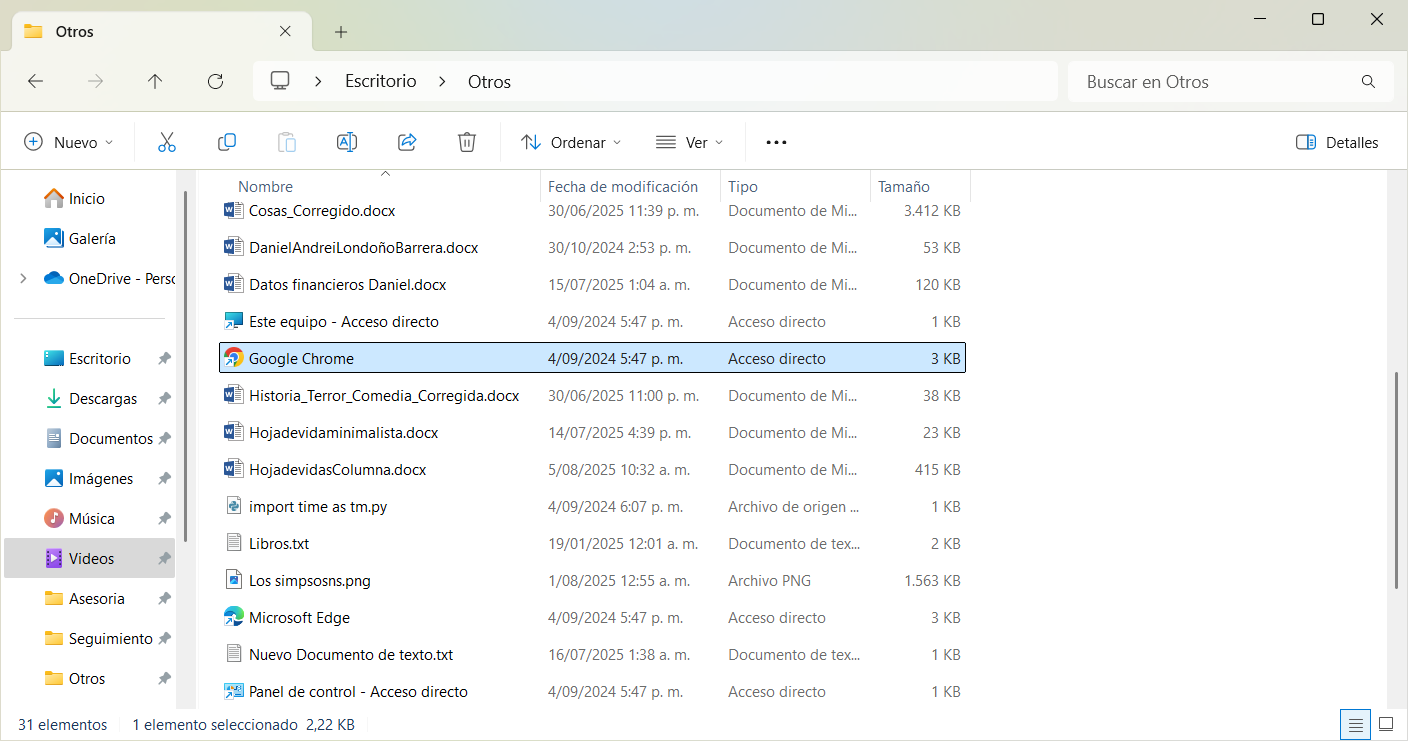 Otros
Escritorio
Otros
Buscar en Otros
Nuevo
Ordenar
Ver
Detalles
Inicio
Galería
OneDrive - Perso
Escritorio
Descargas
Documentos
Imágenes
Música
Videos
Asesoria
Seguimiento
Otros
Nombre Fecha de modificación Tipo Tamaño
Cosas_Corregido.docx 30/06/2025 11:39 p. m. Documento de Mi... 3.412 KB
DanielAndreiLondoñoBarrera.docx 30/10/2024 2:53 p. m. Documento de Mi... 53 KB
Datos financieros Daniel.docx 15/07/2025 1:04 a. m. Documento de Mi... 120 KB
Este equipo - Acceso directo 4/09/2024 5:47 p. m. Acceso directo 1 KB
Google Chrome 4/09/2024 5:47 p. m. Acceso directo 3 KB
Historia_Terror_Comedia_Corregida.docx 30/06/2025 11:00 p. m. Documento de Mi... 38 KB
Hojadevidaminimalista.docx 14/07/2025 4:39 p. m. Documento de Mi... 23 KB
HojadevidasColumna.docx 5/08/2025 10:32 a. m. Documento de Mi... 415 KB
import time as tm.py 4/09/2024 6:07 p. m. Archivo de origen ... 1 KB
Libros.txt 19/01/2025 12:01 a. m. Documento de tex... 2 KB
Los simpsosns.png 1/08/2025 12:55 a. m. Archivo PNG 1.563 KB
Microsoft Edge 4/09/2024 5:47 p. m. Acceso directo 3 KB
Nuevo Documento de texto.txt 16/07/2025 1:38 a. m. Documento de tex... 1 KB
Panel de control - Acceso directo 4/09/2024 5:47 p. m. Acceso directo 1 KB
31 elementos 1 elemento seleccionado 2,22 KB